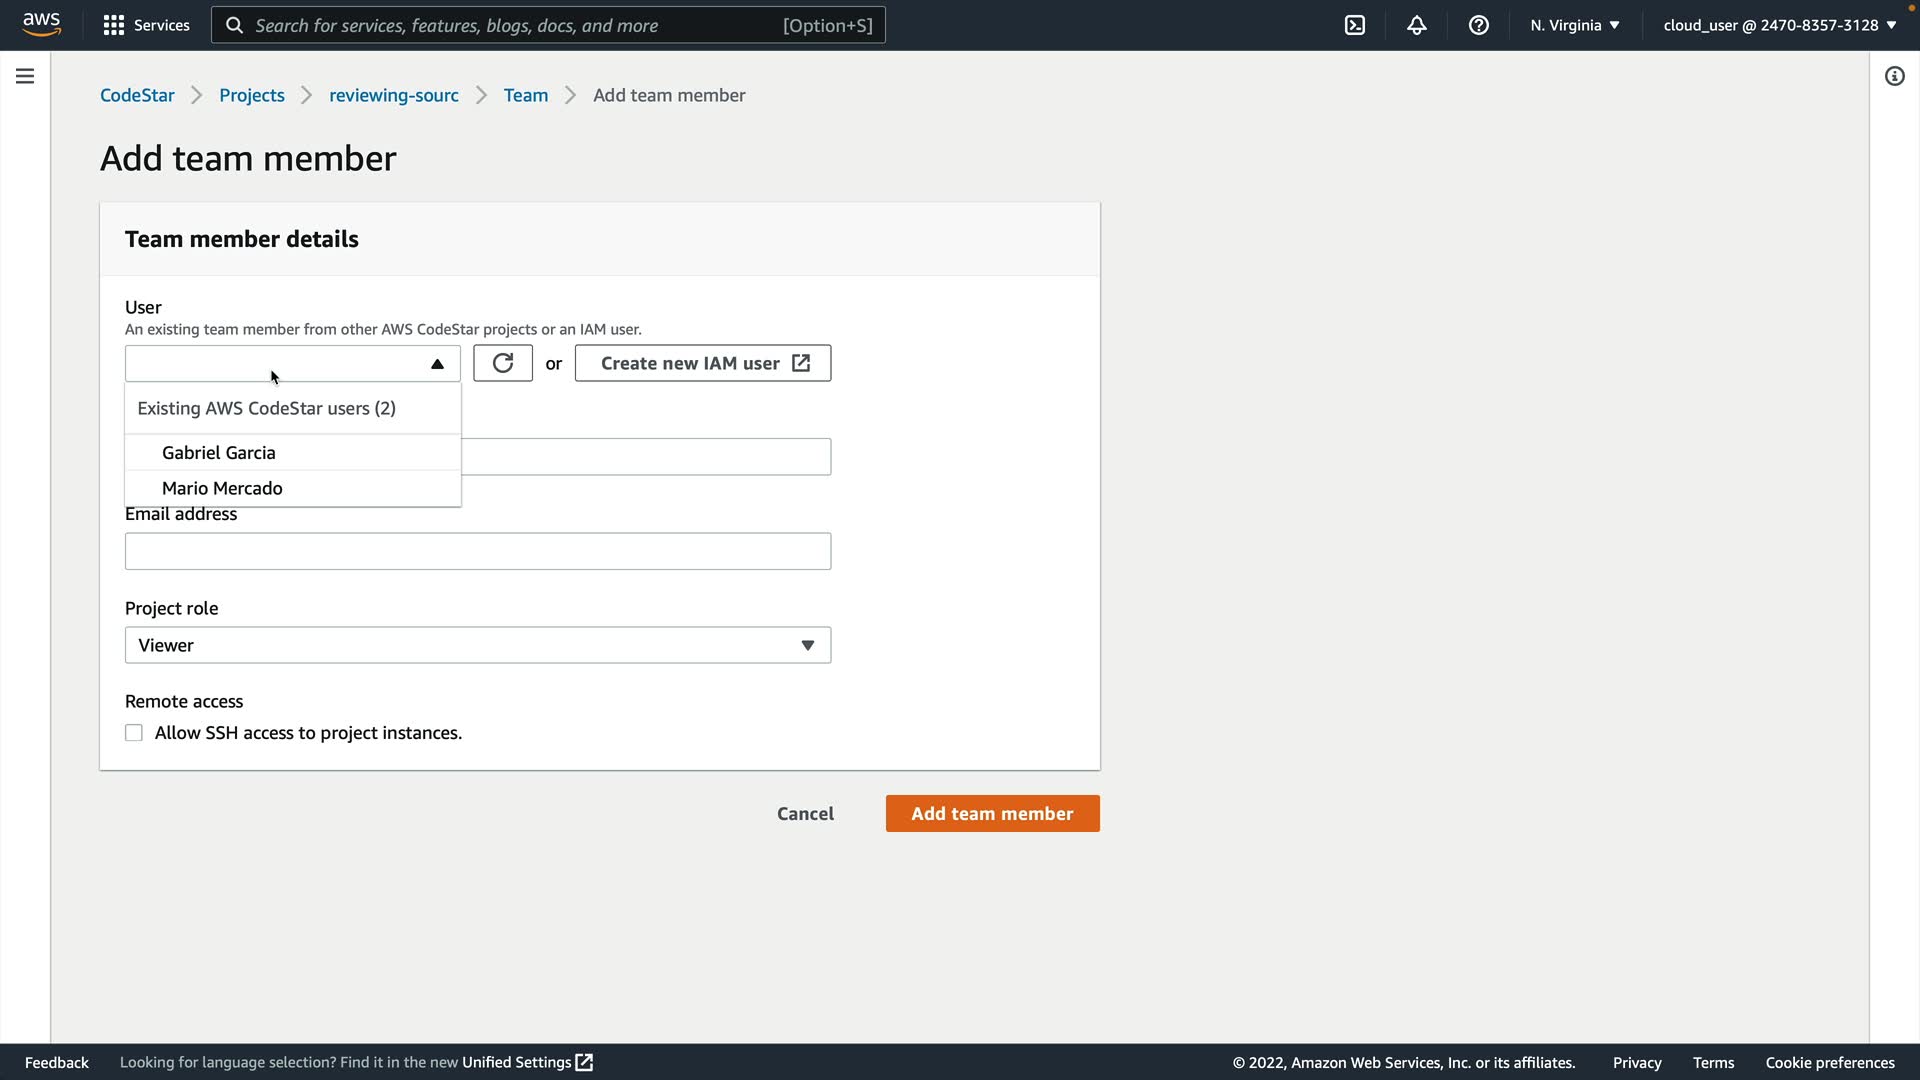 aws Services Search for services, features, blogs, docs, and more [Option+S] N. Virginia ▼ cloud_user @ 2470-8357-3128 ▼
CodeStar > Projects > reviewing-sourc > Team > Add team member
Add team member
Team member details
User
An existing team member from other AWS CodeStar projects or an IAM user.
or Create new IAM user
Existing AWS CodeStar users (2)
Gabriel Garcia
Mario Mercado
Email address
Project role
Viewer
Remote access
Allow SSH access to project instances.
Cancel Add team member
Feedback Looking for language selection? Find it in the new Unified Settings © 2022, Amazon Web Services, Inc. or its affiliates. Privacy Terms Cookie preferences